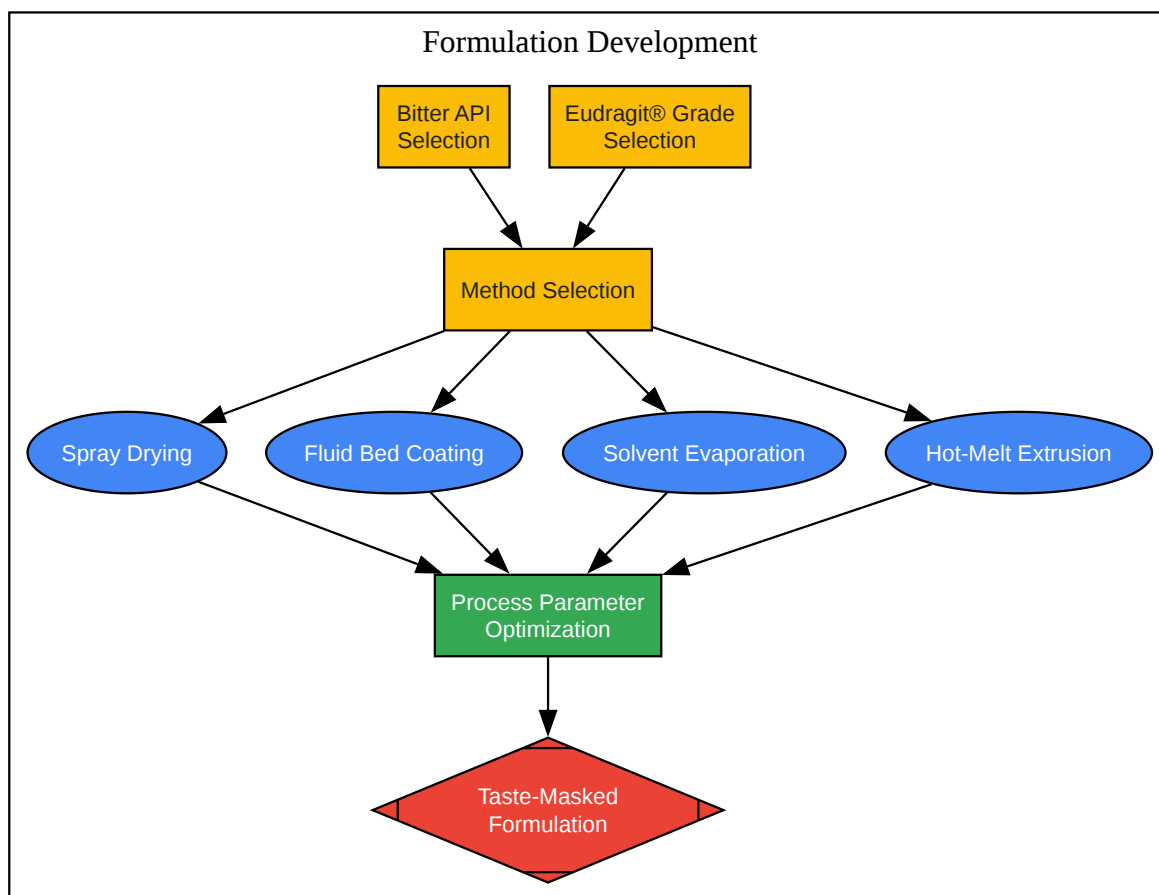 Formulation Development
Bitter API
Selection
Eudragit® Grade
Selection
Method Selection
Spray Drying
Fluid Bed Coating
Solvent Evaporation
Hot-Melt Extrusion
Process Parameter
Optimization
Taste-Masked
Formulation